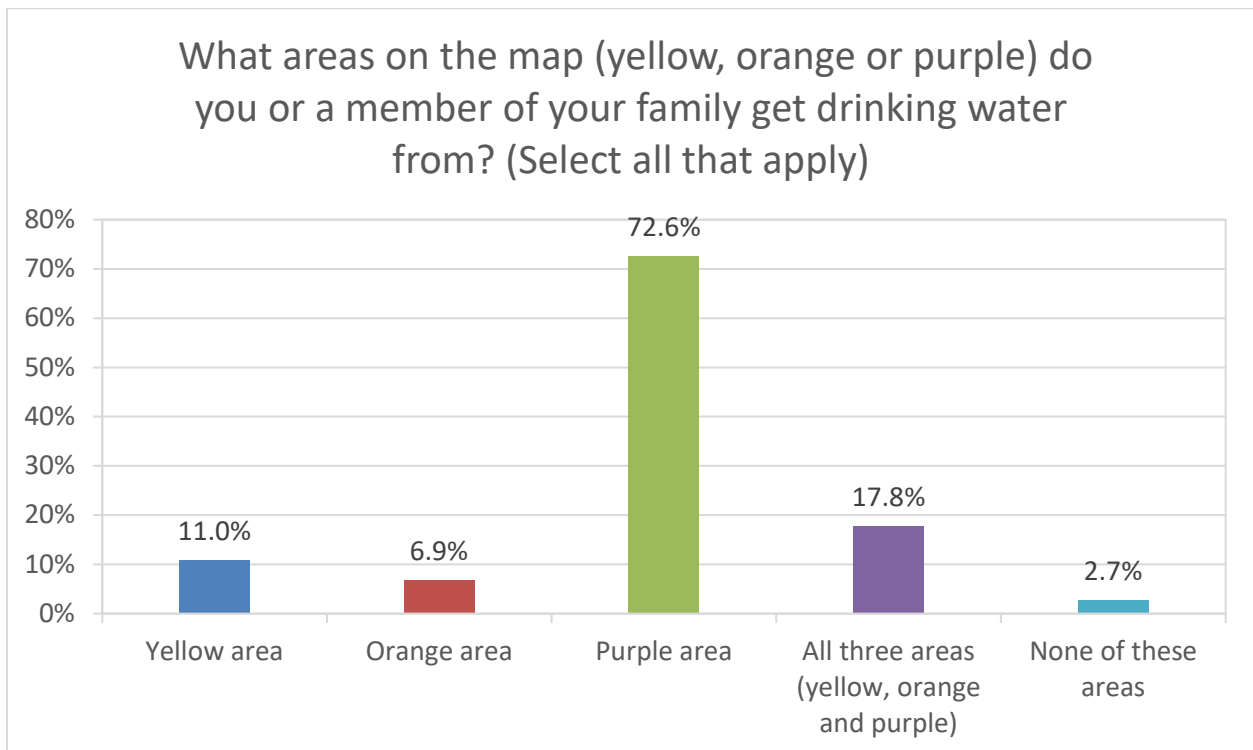 What areas on the map (yellow, orange or purple) do
you or a member of your family get drinking water
from? (Select all that apply)
80%
70%
60%
50%
40%
30%
20%
10%
0%
11.0%
6.9%
72.6%
17.8%
2.7%
Yellow area
Orange area
Purple area
All three areas
(yellow, orange
and purple)
None of these
areas